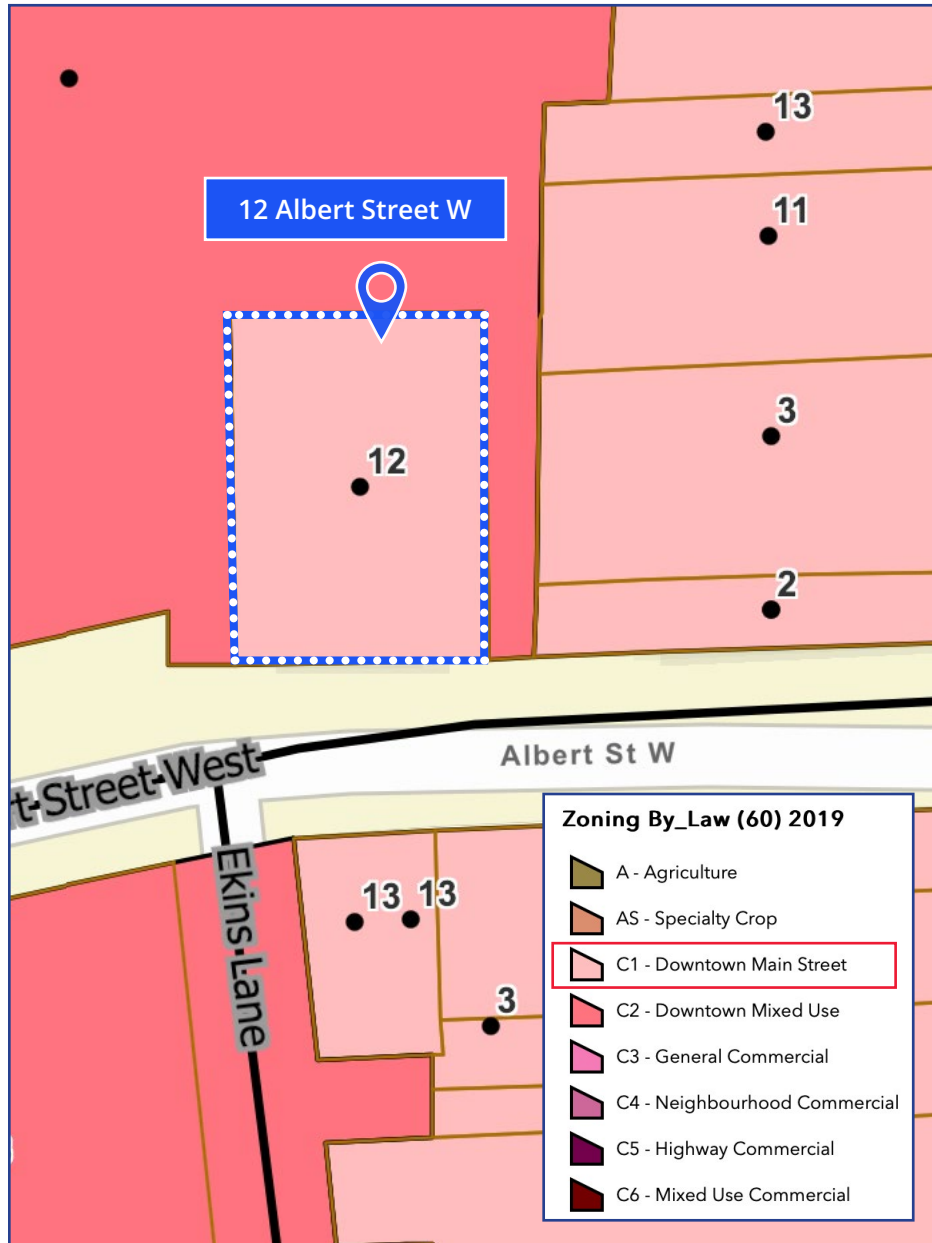 13
12 Albert Street W
11
3
12
2
t-Street-West
Albert St W
Ekins-Lane
13
13
3
Zoning By_Law (60) 2019
A - Agriculture
AS - Specialty Crop
C1 - Downtown Main Street
C2 - Downtown Mixed Use
C3 - General Commercial
C4 - Neighbourhood Commercial
C5 - Highway Commercial
C6 - Mixed Use Commercial